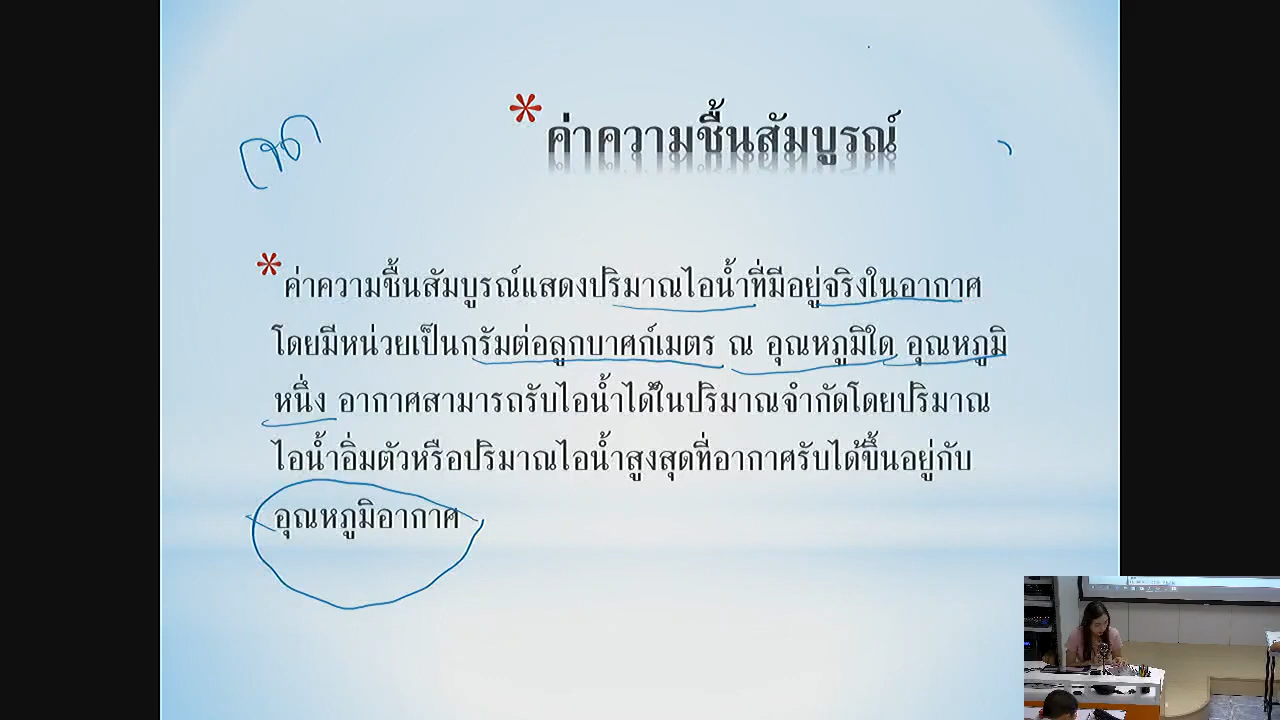 * ค่าความชื้นสัมบูรณ์
จด
* ค่าความชื้นสัมบูรณ์แสดงปริมาณไอน้ำที่มีอยู่จริงในอากาศ
โดยมีหน่วยเป็นกรัมต่อลูกบาศก์เมตร ณ อุณหภูมิใด อุณหภูมิ
หนึ่ง อากาศสามารถรับไอน้ำได้ในปริมาณจำกัดโดยปริมาณ
ไอน้ำอิ่มตัวหรือปริมาณไอน้ำสูงสุดที่อากาศรับได้ขึ้นอยู่กับ
อุณหภูมิอากาศ